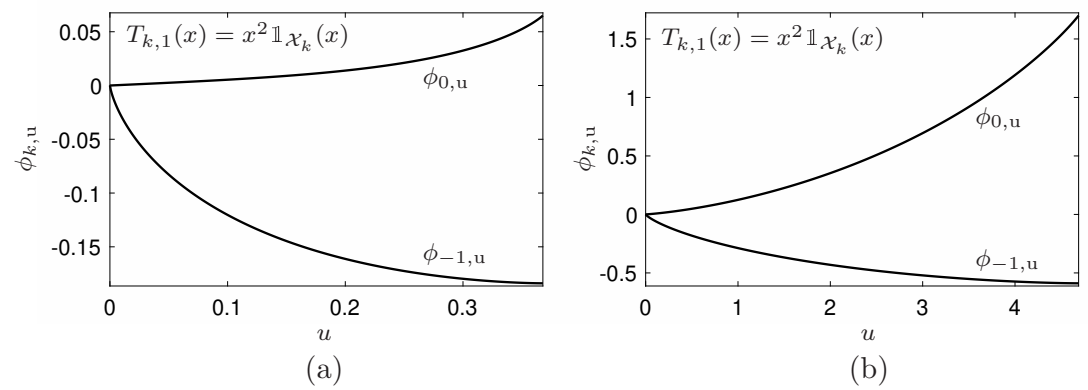 T_{k,1}(x) = x^2 𝟙_{𝒳_k}(x)
0.05
ϕ_{0,u}
0
-0.05
ϕ_{k,u}
-0.1
-0.15
ϕ_{−1,u}
0
0.1
0.2
0.3
u
(a)
T_{k,1}(x) = x^2 𝟙_{𝒳_k}(x)
1.5
1
ϕ_{0,u}
ϕ_{k,u}
0.5
0
ϕ_{−1,u}
-0.5
0
1
2
3
4
u
(b)